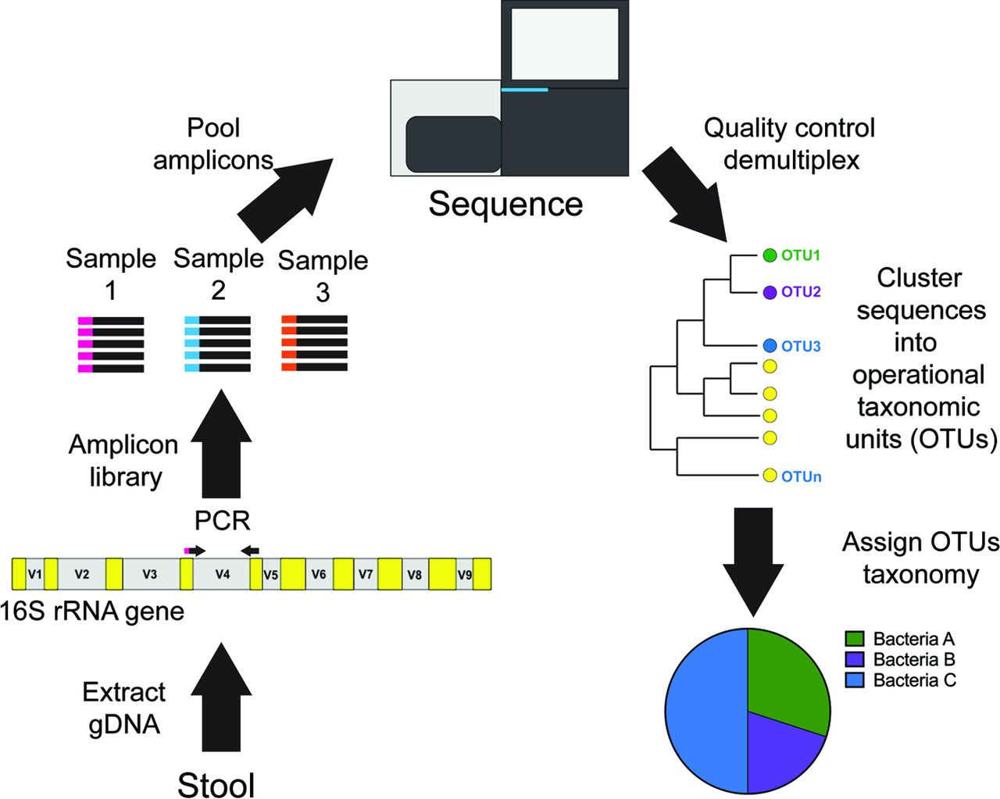 Pool
amplicons
Sequence
Quality control
demultiplex
Sample
1
Sample
2
Sample
3
OTU1
OTU2
OTU3
OTUn
Cluster
sequences
into
operational
taxonomic
units (OTUs)
Amplicon
library
PCR
V1 V2 V3 V4 V5 V6 V7 V8 V9
16S rRNA gene
Extract
gDNA
Stool
Assign OTUs
taxonomy
Bacteria A
Bacteria B
Bacteria C